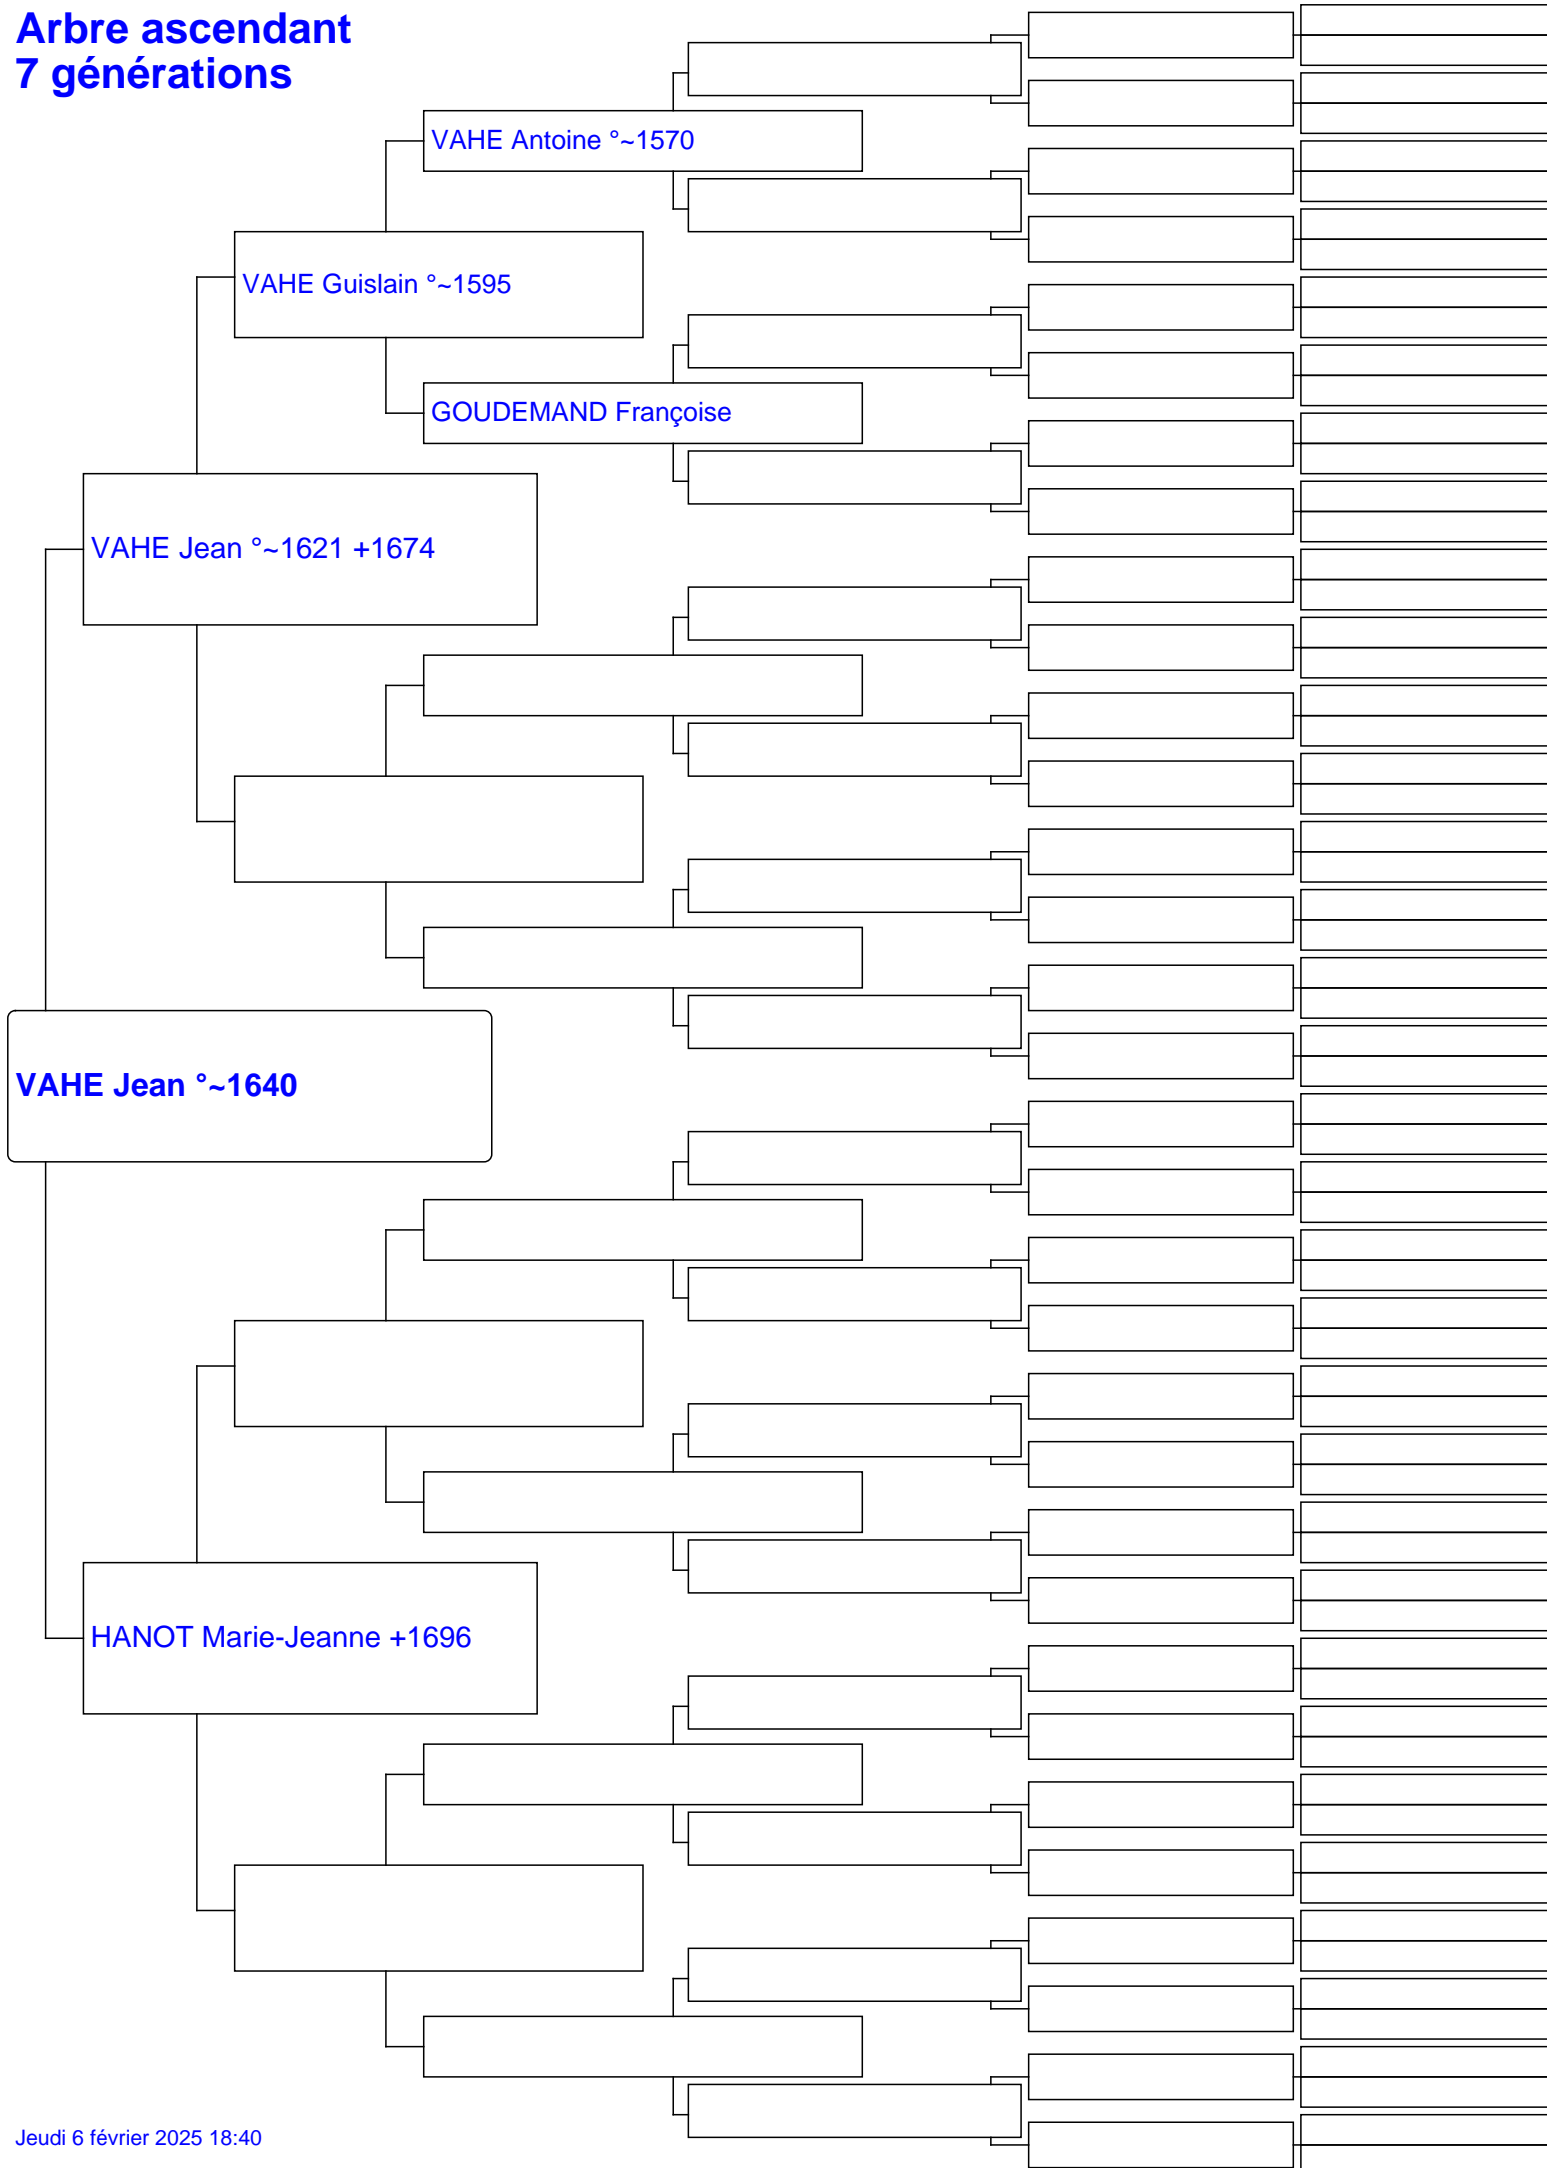 Arbre ascendant
7 générations
VAHE Antoine °~1570
VAHE Guislain °~1595
GOUDEMAND Françoise
VAHE Jean °~1621 +1674
VAHE Jean °~1640
HANOT Marie-Jeanne +1696
Jeudi 6 février 2025 18:40